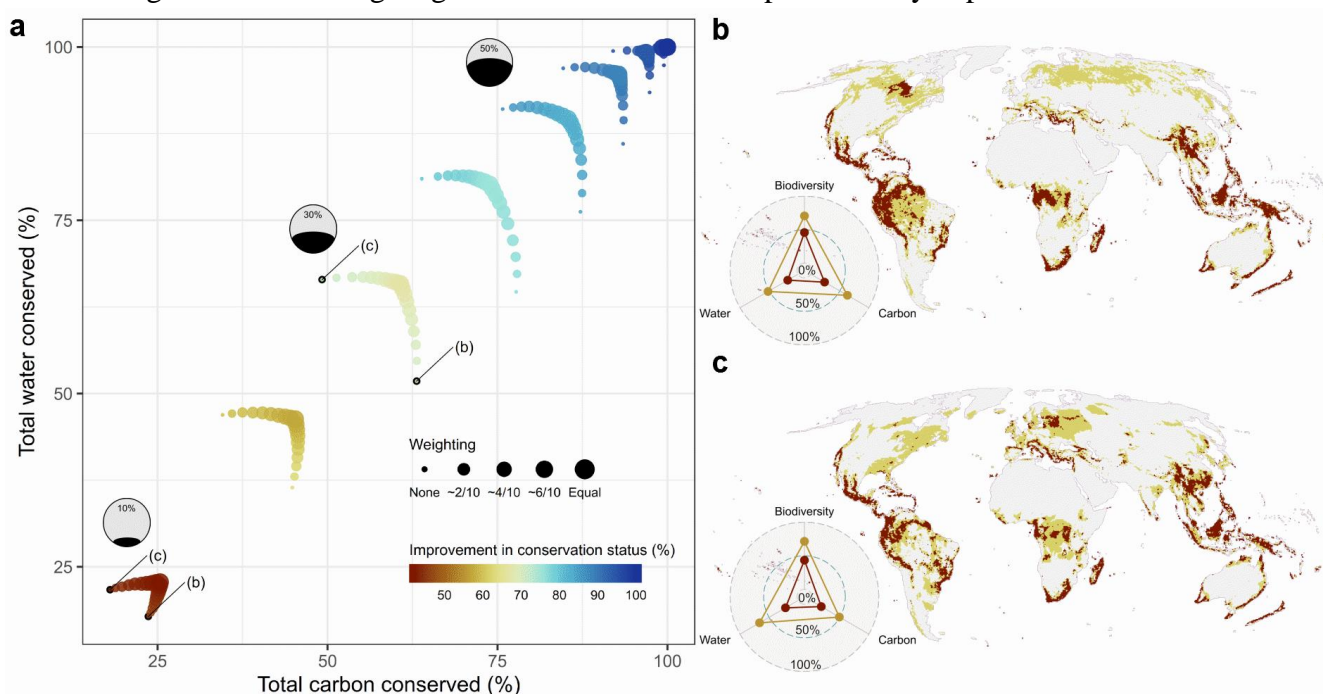 a
100
75
50
25
Total water conserved (%)
50%
30%
(c)
(b)
10%
(c)
(b)
Weighting
None ~2/10 ~4/10 ~6/10 Equal
Improvement in conservation status (%)
50 60 70 80 90 100
25 50 75 100
Total carbon conserved (%)
b
Biodiversity
0%
50%
100%
Water
Carbon
c
Biodiversity
0%
50%
100%
Water
Carbon